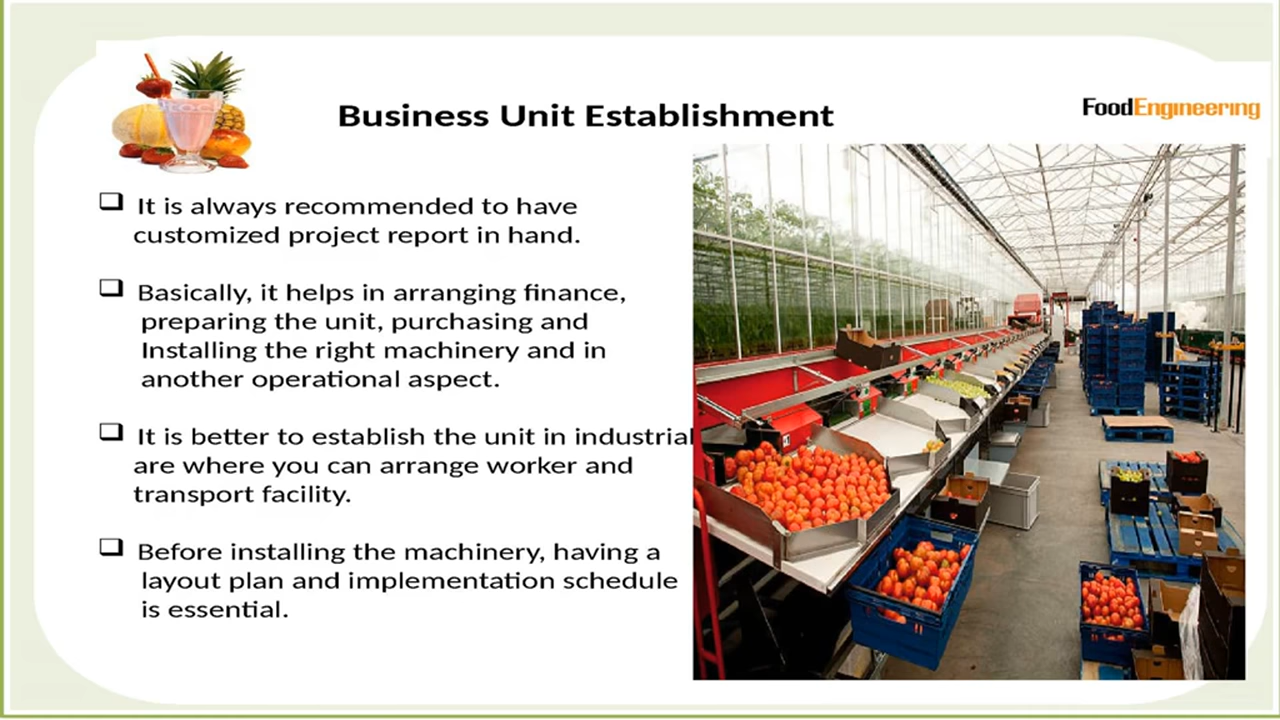 Business Unit Establishment
FoodEngineering
❑ It is always recommended to have
customized project report in hand.
❑ Basically, it helps in arranging finance,
preparing the unit, purchasing and
Installing the right machinery and in
another operational aspect.
❑ It is better to establish the unit in industrial
are where you can arrange worker and
transport facility.
❑ Before installing the machinery, having a
layout plan and implementation schedule
is essential.